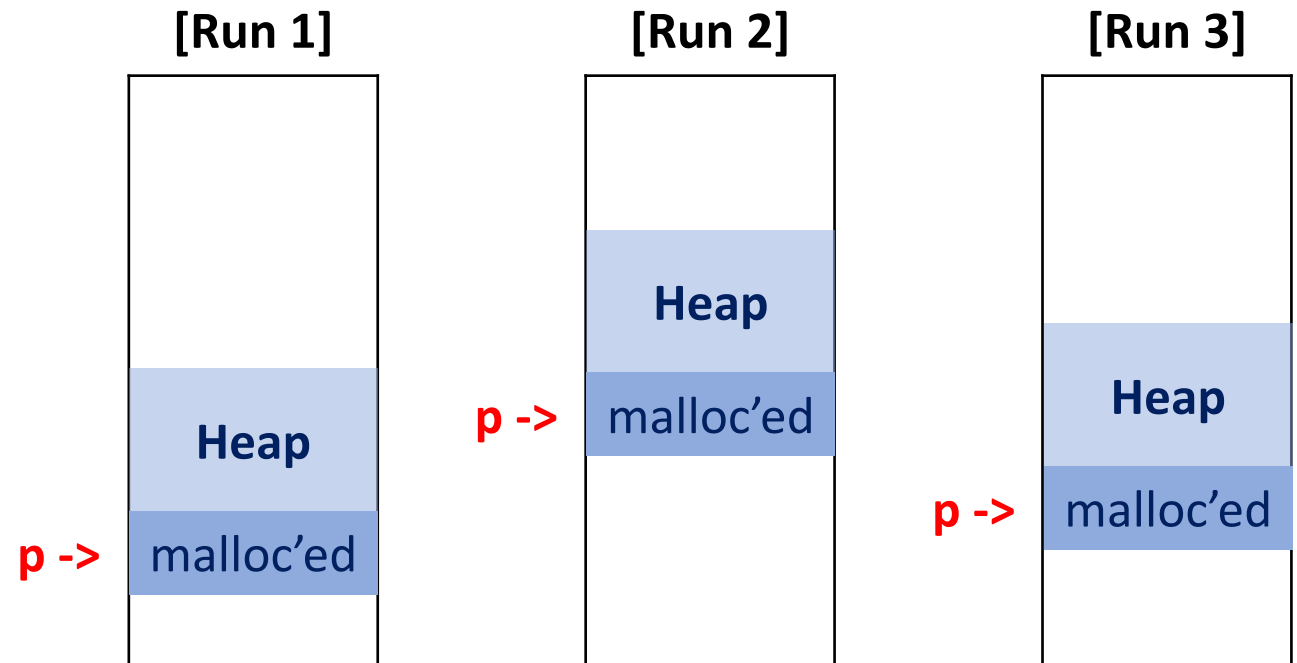 [Run 1]
[Run 2]
[Run 3]
Heap
p -> malloc’ed
Heap
p -> malloc’ed
Heap
p -> malloc’ed